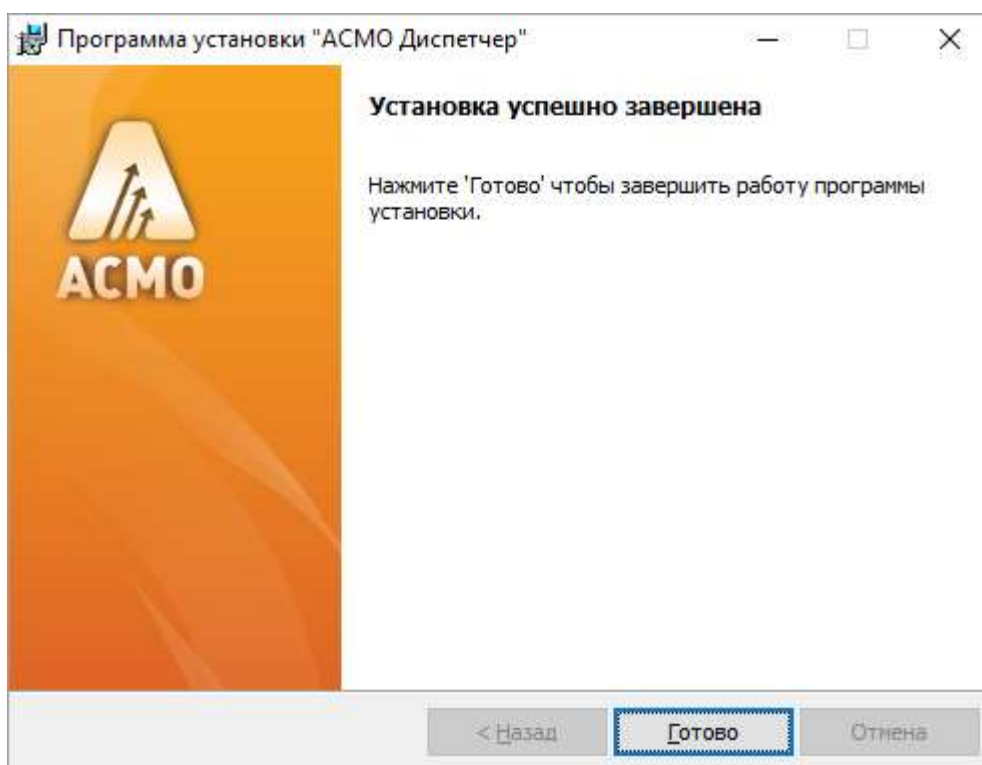 Программа установки "АСМО Диспетчер"
Установка успешно завершена
Нажмите 'Готово' чтобы завершить работу программы
установки.
АСМО
< Назад
Готово
Отмена